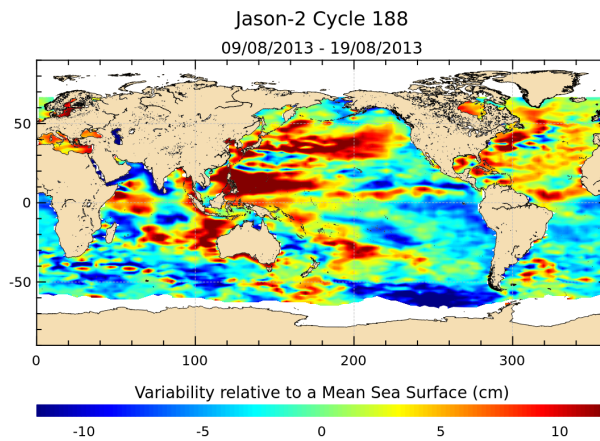 Jason-2 Cycle 188
09/08/2013 - 19/08/2013
50
0
-50
0 100 200 300
Variability relative to a Mean Sea Surface (cm)
-10 -5 0 5 10